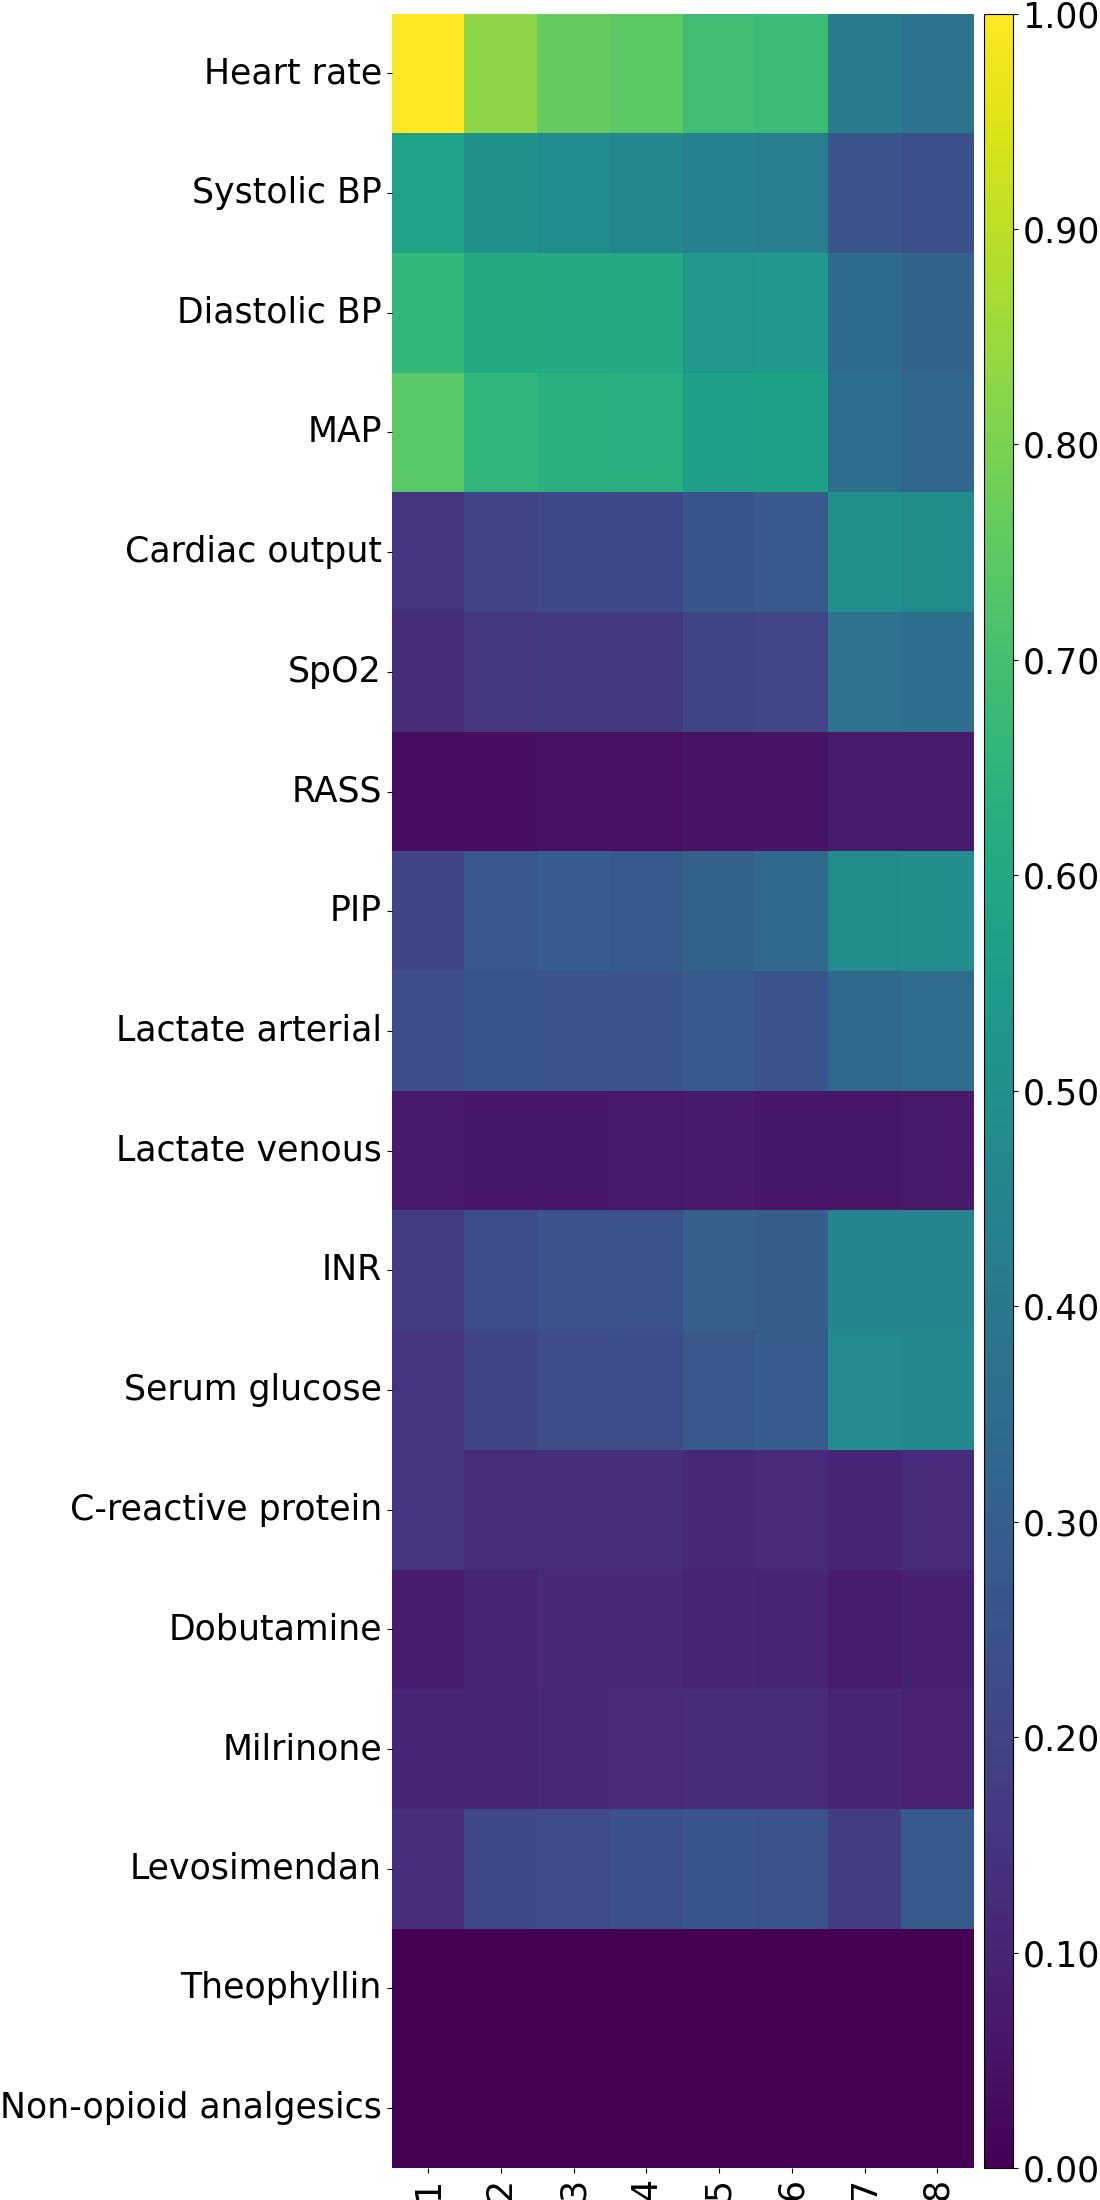 Heart rate
Systolic BP
Diastolic BP
MAP
Cardiac output
SpO2
RASS
PIP
Lactate arterial
Lactate venous
INR
Serum glucose
C-reactive protein
Dobutamine
Milrinone
Levosimendan
Theophyllin
Non-opioid analgesics
1 2 3 4 5 6 7 8
1.00
0.90
0.80
0.70
0.60
0.50
0.40
0.30
0.20
0.10
0.00